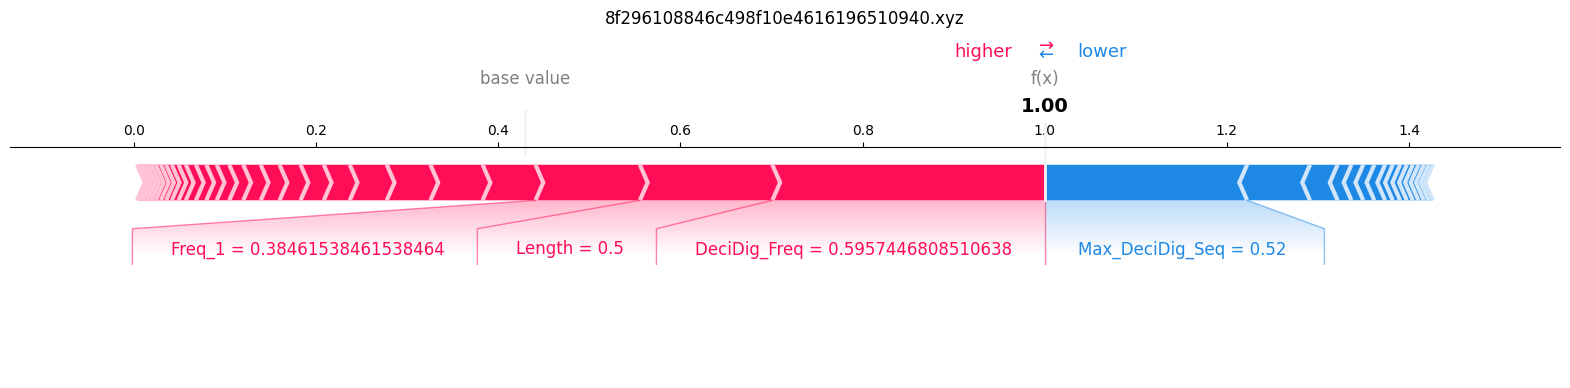 8f296108846c498f10e4616196510940.xyz
higher ⇄ lower
base value f(x)
1.00
0.0 0.2 0.4 0.6 0.8 1.0 1.2 1.4
Freq_1 = 0.38461538461538464 Length = 0.5 DeciDig_Freq = 0.5957446808510638 Max_DeciDig_Seq = 0.52